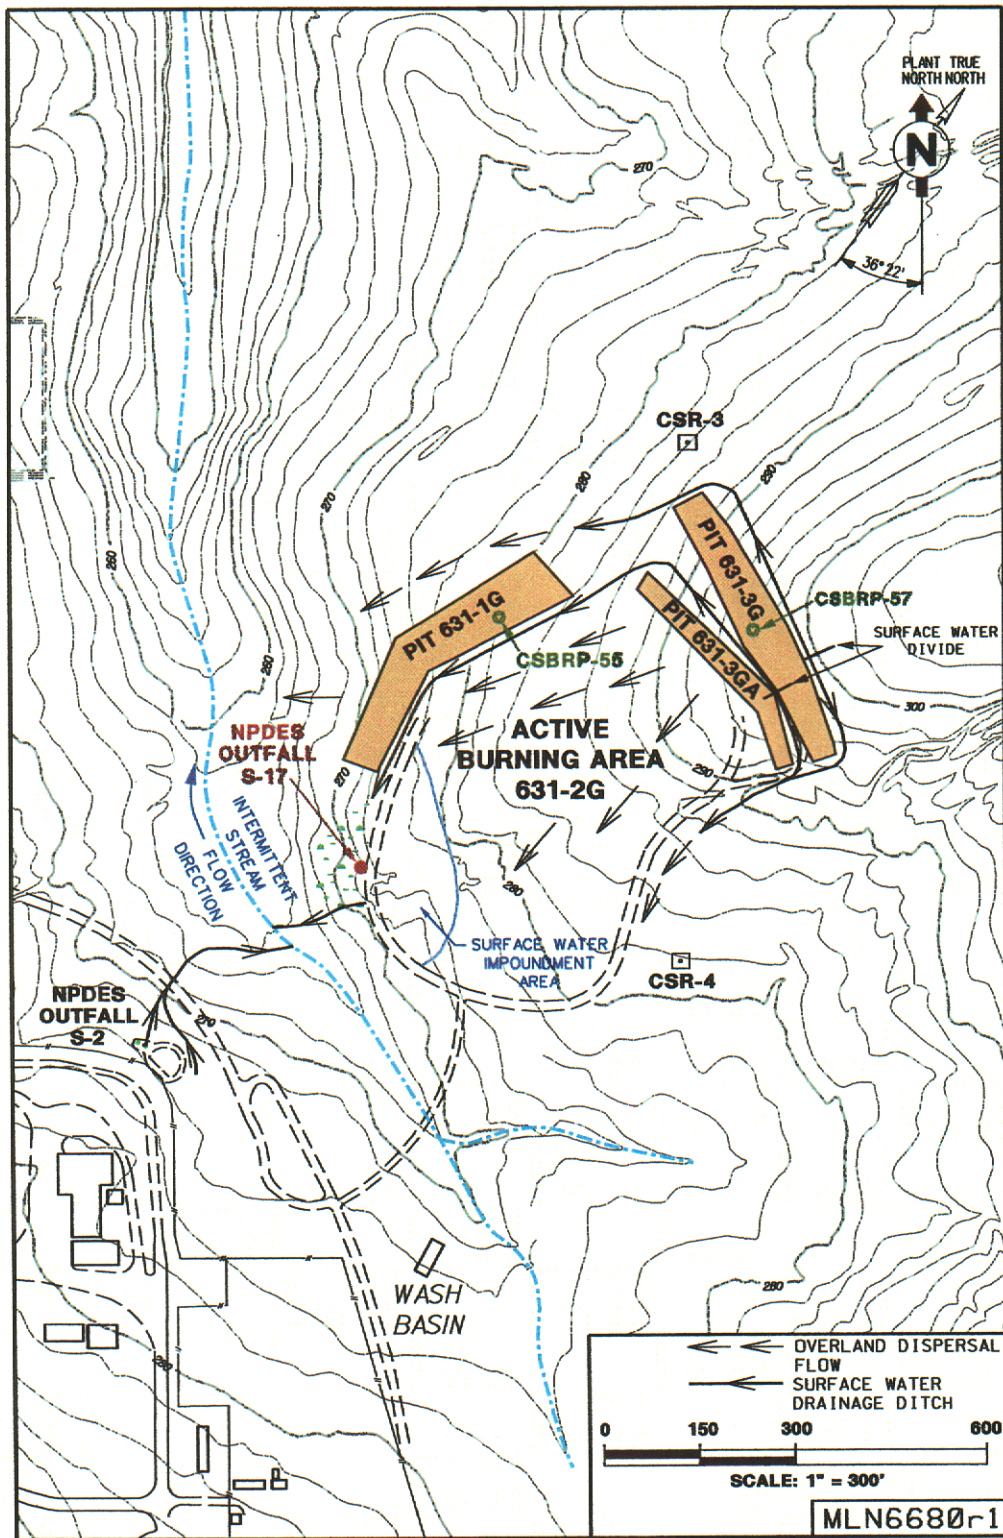 PLANT TRUE
NORTH NORTH
N
36°22'
270
CSR-3
280
290
270
260
PIT 631-3G
PIT 631-1G
PIT 631-3GA
CSBRP-57
CSBRP-55
SURFACE WATER
DIVIDE
260
300
NPDES
OUTFALL
S-17
ACTIVE
BURNING AREA
631-2G
270
290
INTERMITTENT
STREAM
FLOW
DIRECTION
280
SURFACE WATER
IMPOUNDMENT
AREA
CSR-4
NPDES
OUTFALL
S-2
270
280
WASH
BASIN
280
OVERLAND DISPERSAL
FLOW
SURFACE WATER
DRAINAGE DITCH
0 150 300 600
SCALE: 1" = 300'
MLN6680r1